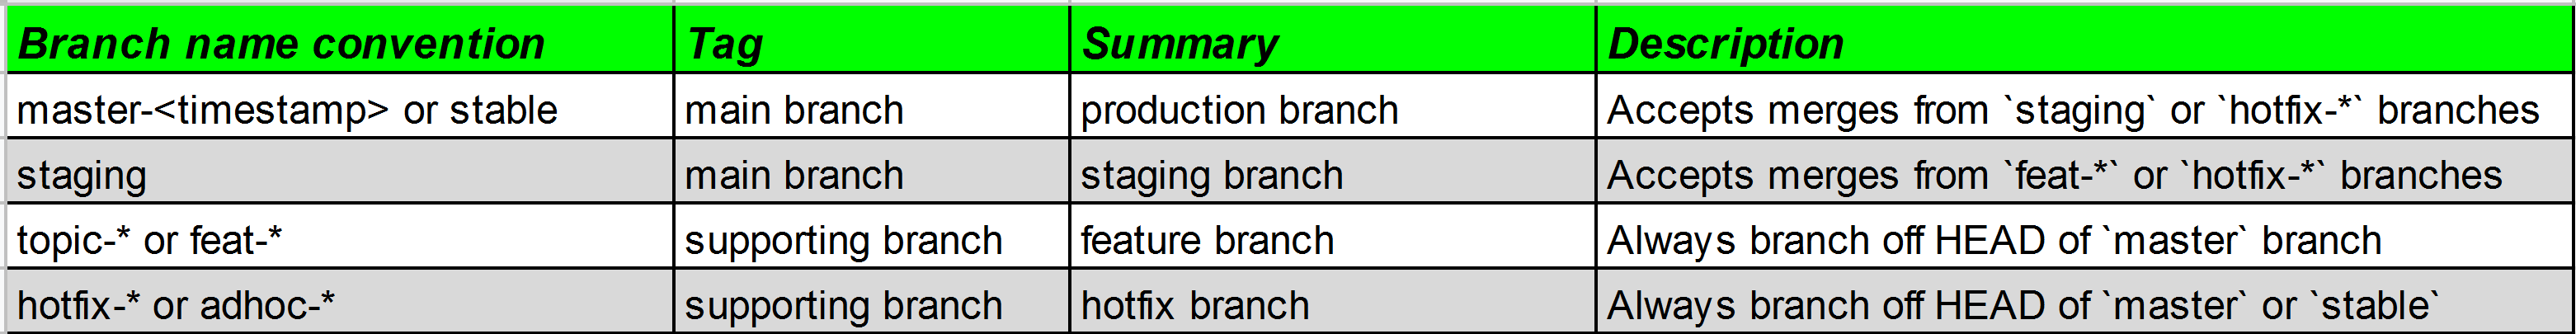 Branch name convention Tag Summary Description
master-<timestamp> or stable main branch production branch Accepts merges from `staging` or `hotfix-*` branches
staging main branch staging branch Accepts merges from `feat-*` or `hotfix-*` branches
topic-* or feat-* supporting branch feature branch Always branch off HEAD of `master` branch
hotfix-* or adhoc-* supporting branch hotfix branch Always branch off HEAD of `master` or `stable`